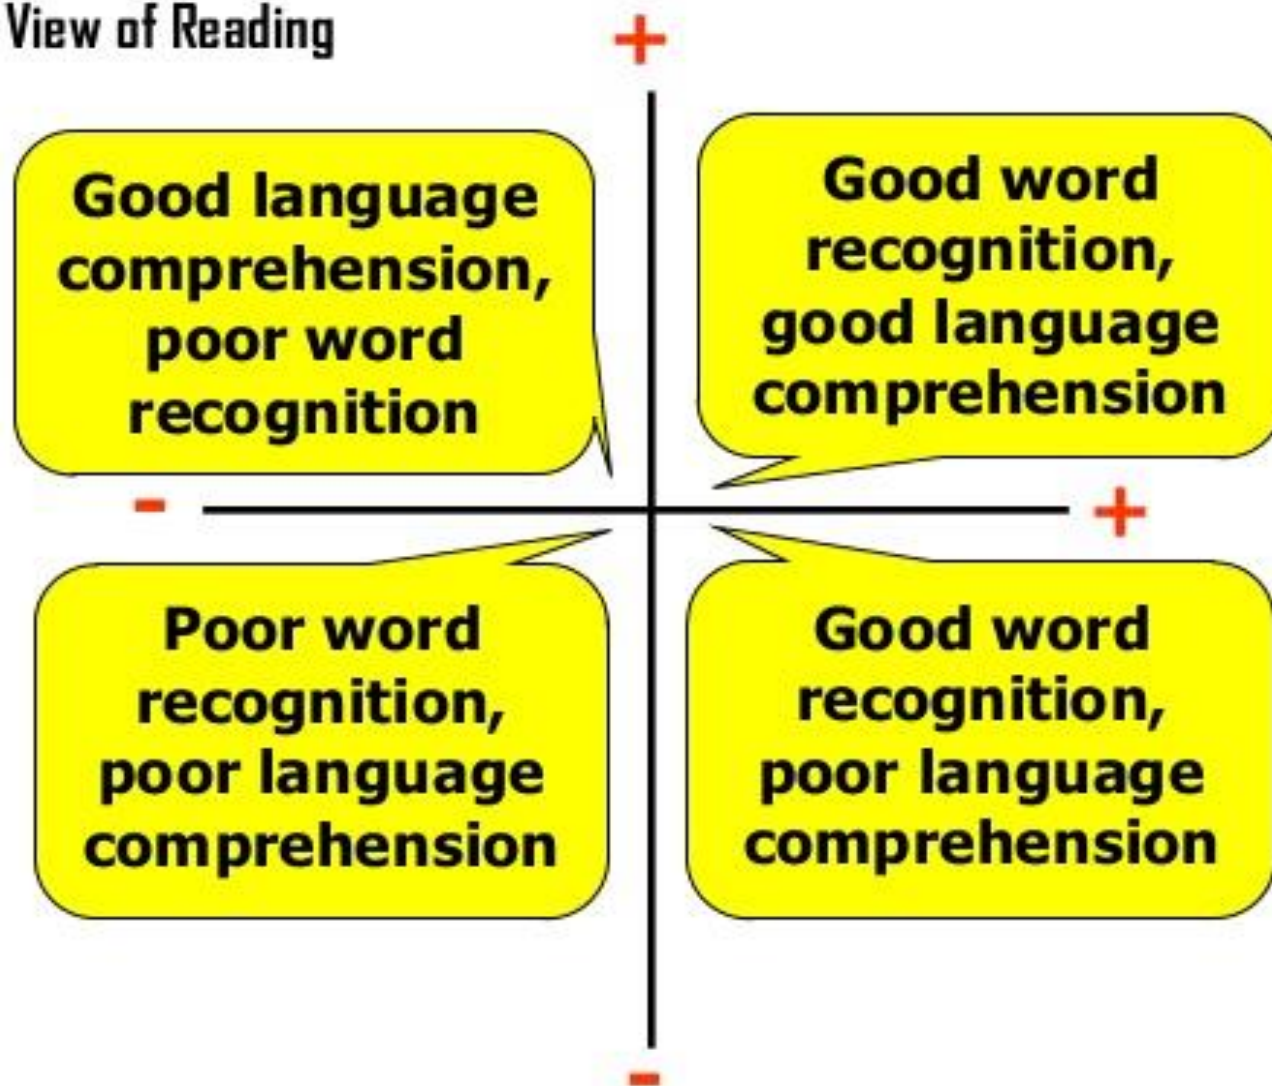 View of Reading
+
Good language
comprehension,
poor word
recognition
Good word
recognition,
good language
comprehension
-
+
Poor word
recognition,
poor language
comprehension
Good word
recognition,
poor language
comprehension
-